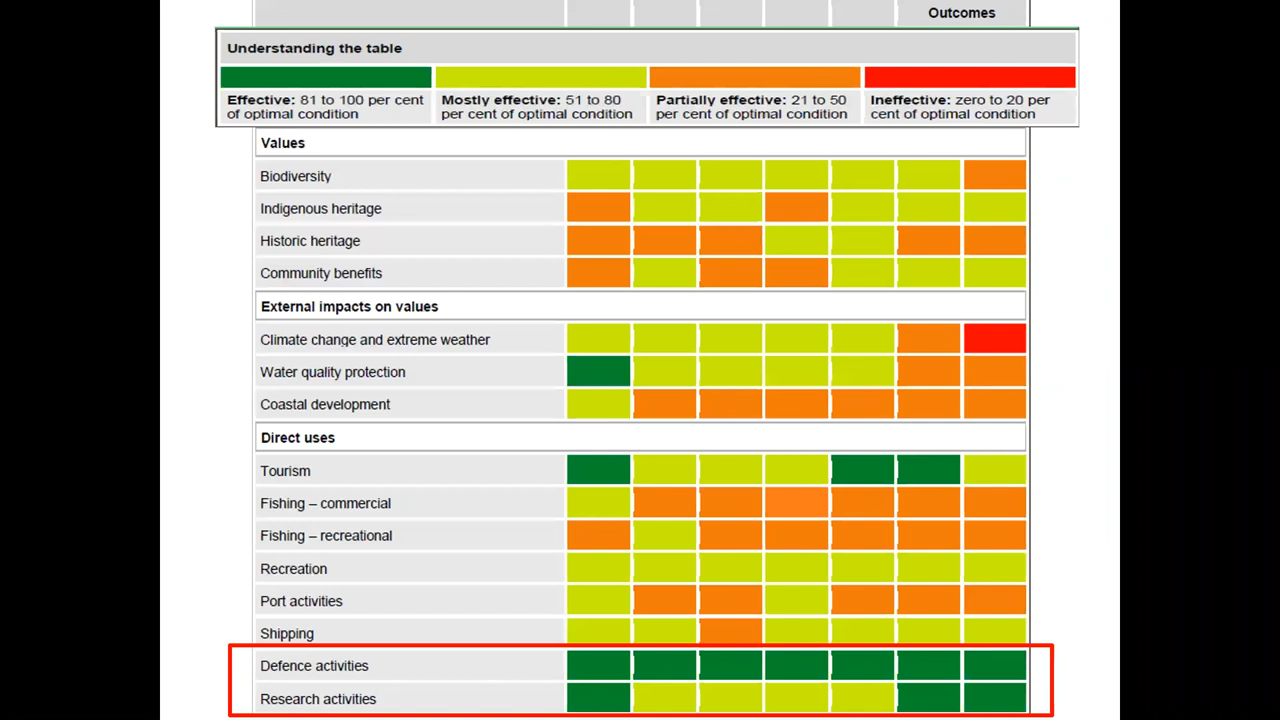 Outcomes
Understanding the table
Effective: 81 to 100 per cent
of optimal condition
Mostly effective: 51 to 80
per cent of optimal condition
Partially effective: 21 to 50
per cent of optimal condition
Ineffective: zero to 20 per
cent of optimal condition
Values
Biodiversity
Indigenous heritage
Historic heritage
Community benefits
External impacts on values
Climate change and extreme weather
Water quality protection
Coastal development
Direct uses
Tourism
Fishing – commercial
Fishing – recreational
Recreation
Port activities
Shipping
Defence activities
Research activities